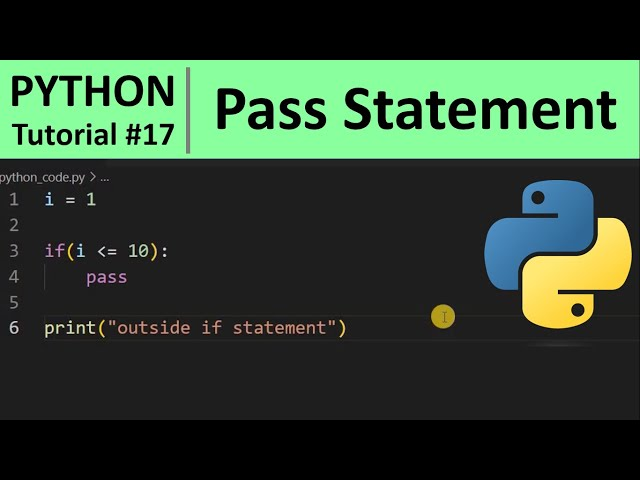 PYTHON
Tutorial #17
Pass Statement
python_code.py > ...
1 i = 1
2
3 if(i <= 10):
4     pass
5
6 print("outside if statement")